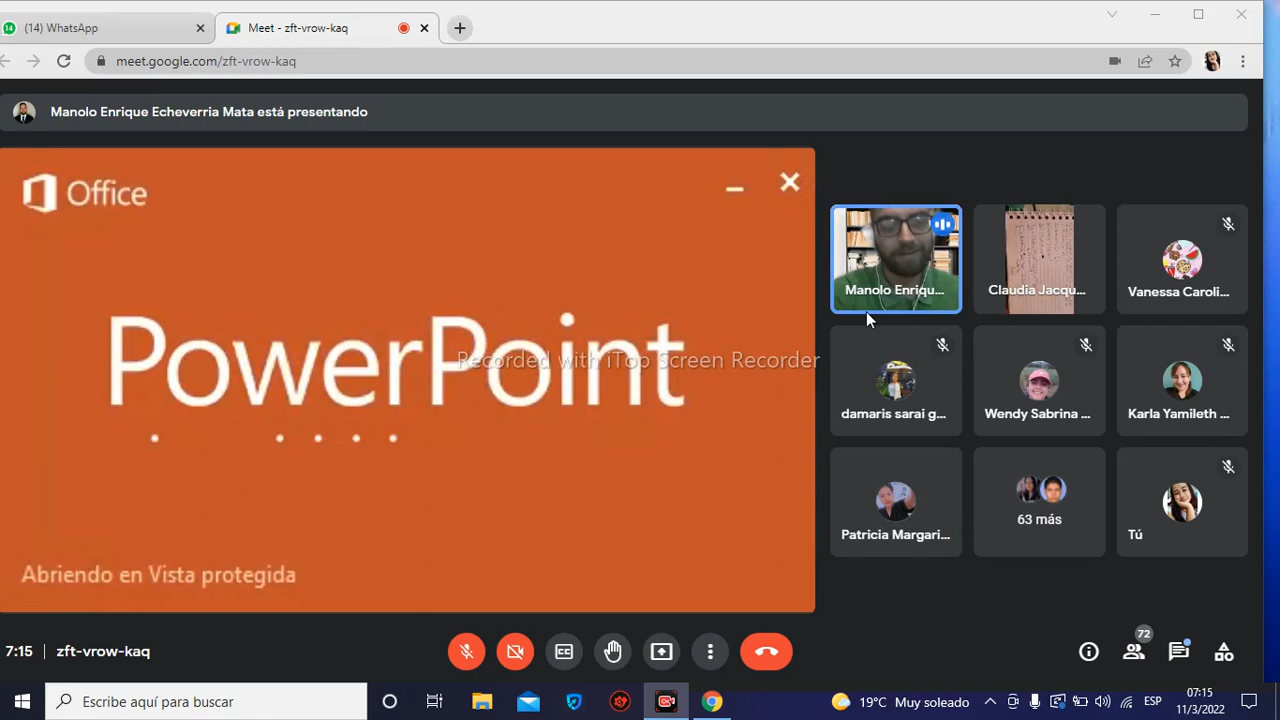 (14) WhatsApp
Meet - zft-vrow-kaq
meet.google.com/zft-vrow-kaq
Manolo Enrique Echeverria Mata está presentando
Office
PowerPoint
Recorded with iTop Screen Recorder
Abriendo en Vista protegida
Manolo Enriqu...
Claudia Jacqu...
Vanessa Caroli...
damaris sarai g...
Wendy Sabrina ...
Karla Yamileth ...
Patricia Margari...
63 más
Tú
7:15 | zft-vrow-kaq
72
Escribe aquí para buscar
19°C Muy soleado
ESP
07:15
11/3/2022